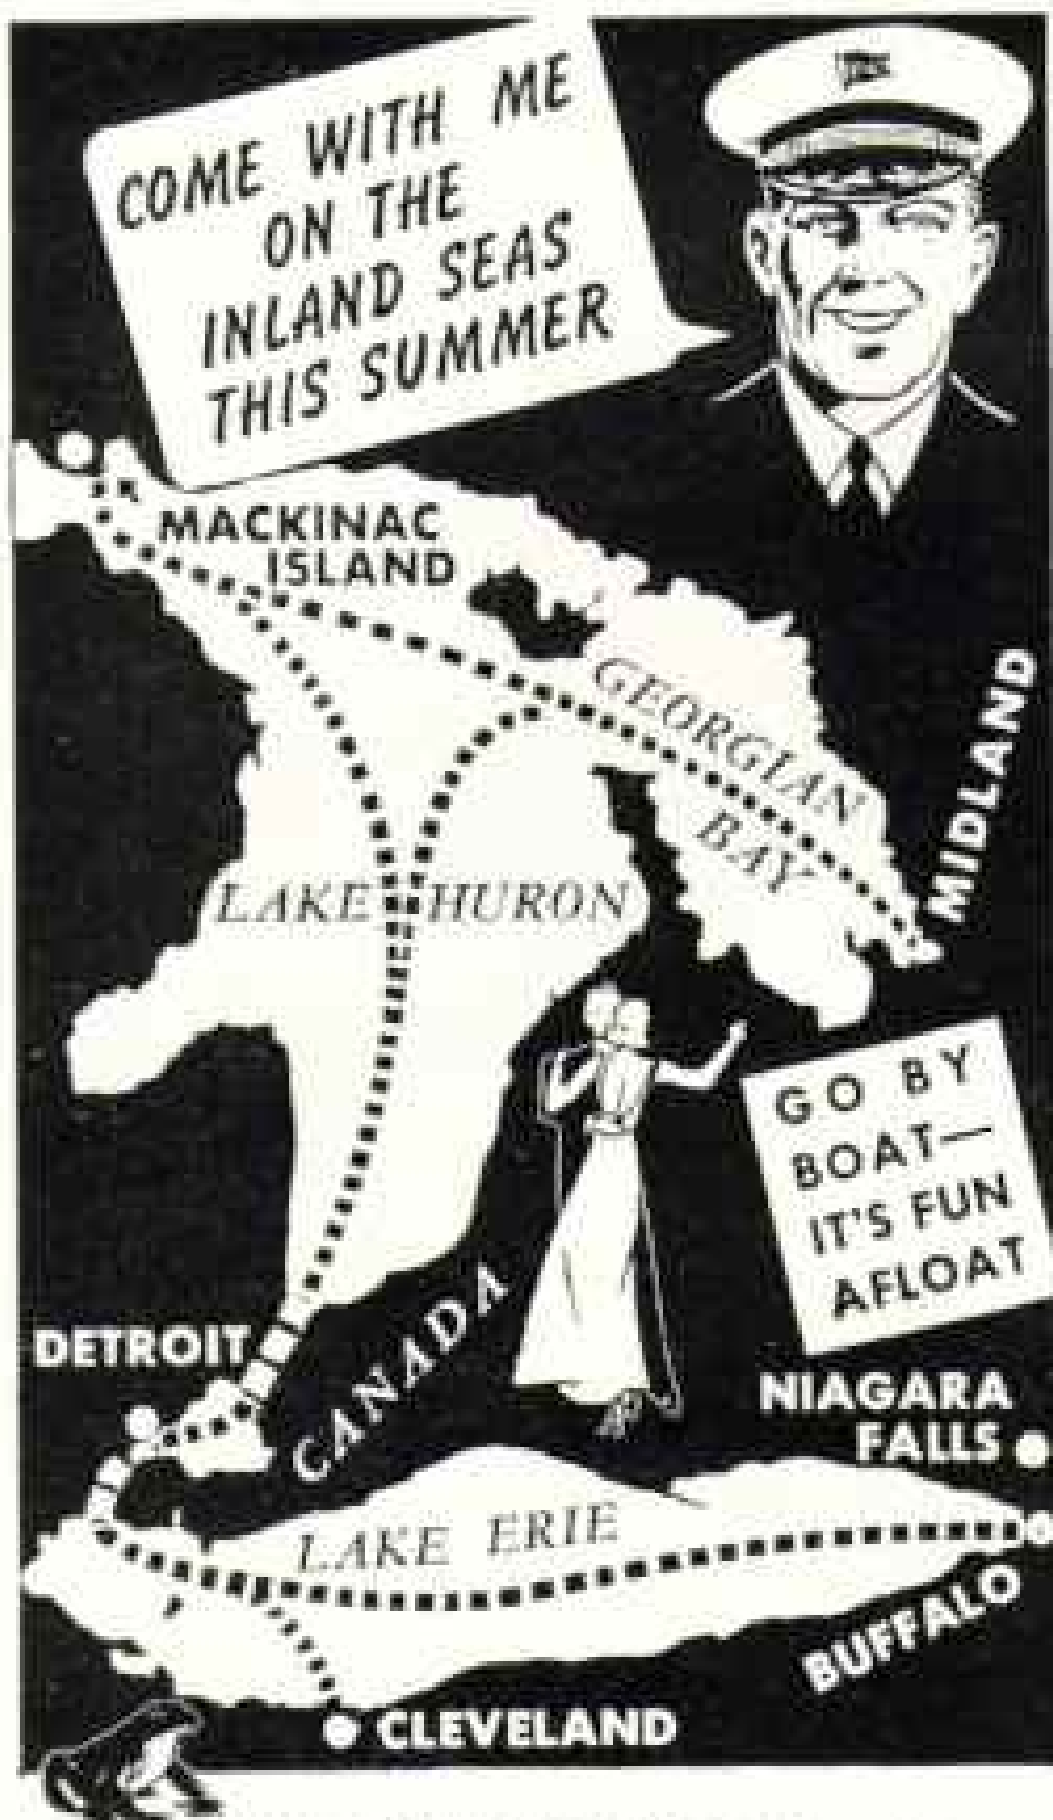 COME WITH ME
ON THE
INLAND SEAS
THIS SUMMER
MACKINAC
ISLAND
GEORGIAN
BAY
MIDLAND
LAKE HURON
GO BY
BOAT—
IT'S FUN
AFLOAT
DETROIT
CANADA
NIAGARA
FALLS
LAKE ERIE
BUFFALO
CLEVELAND